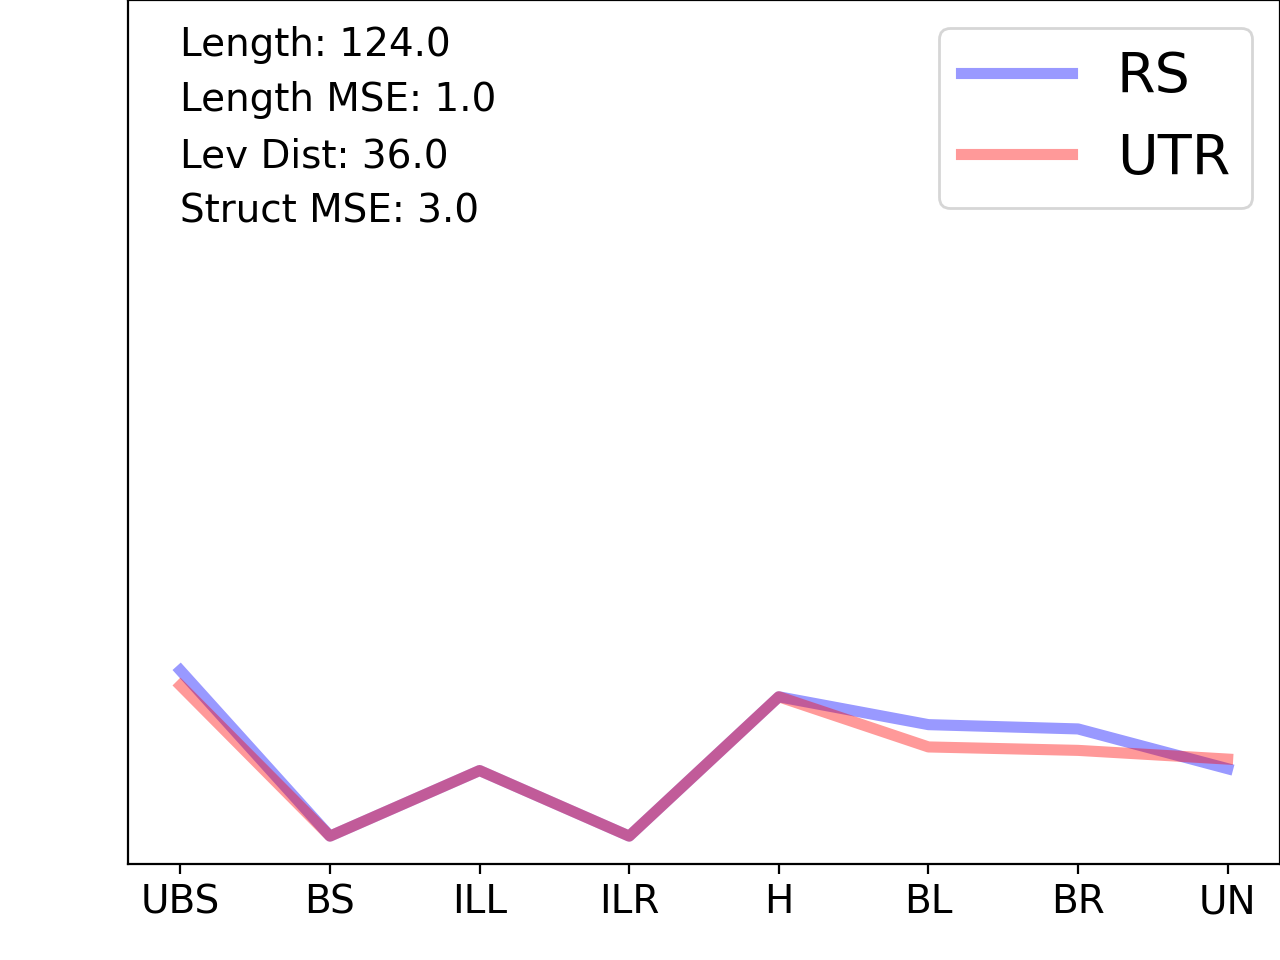 Length: 124.0
Length MSE: 1.0
Lev Dist: 36.0
Struct MSE: 3.0
RS
UTR
UBS BS ILL ILR H BL BR UN